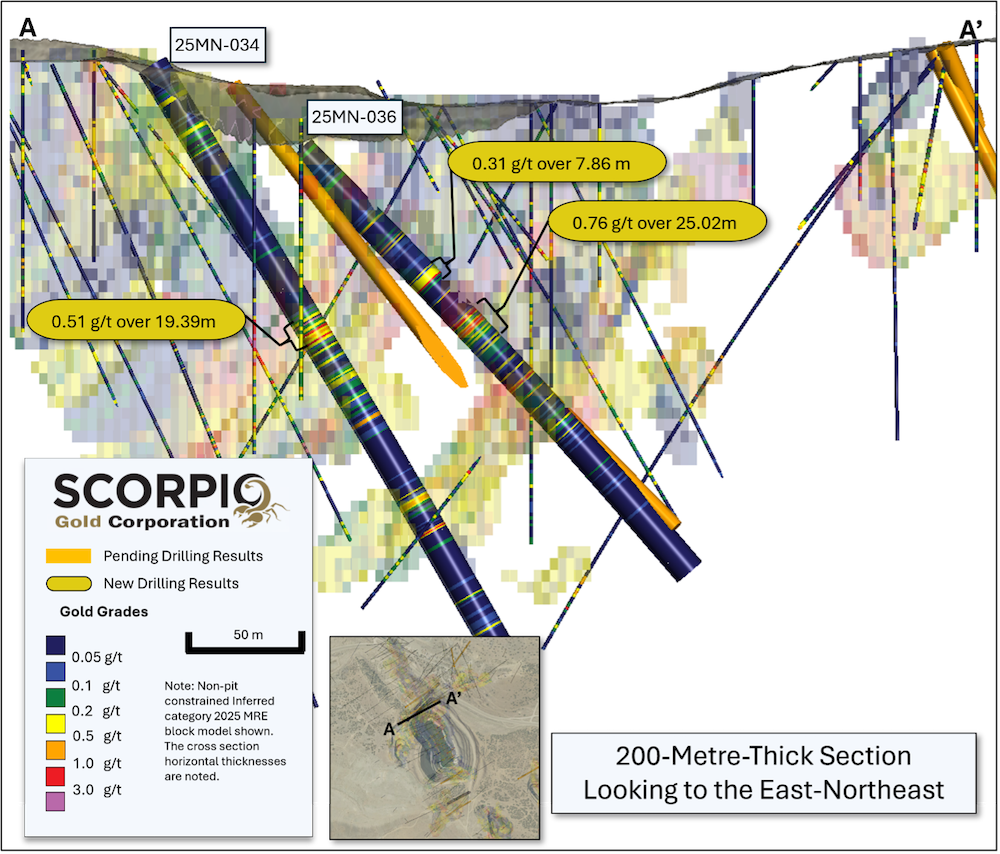 A
A'
25MN-034
25MN-036
0.31 g/t over 7.86 m
0.76 g/t over 25.02m
0.51 g/t over 19.39m
SCORPIO
Gold Corporation
Pending Drilling Results
New Drilling Results
Gold Grades
0.05 g/t
0.1 g/t
0.2 g/t
0.5 g/t
1.0 g/t
3.0 g/t
50 m
Note: Non-pit
constrained Inferred
category 2025 MRE
block model shown.
The cross section
horizontal thicknesses
are noted.
A'
A
200-Metre-Thick Section
Looking to the East-Northeast